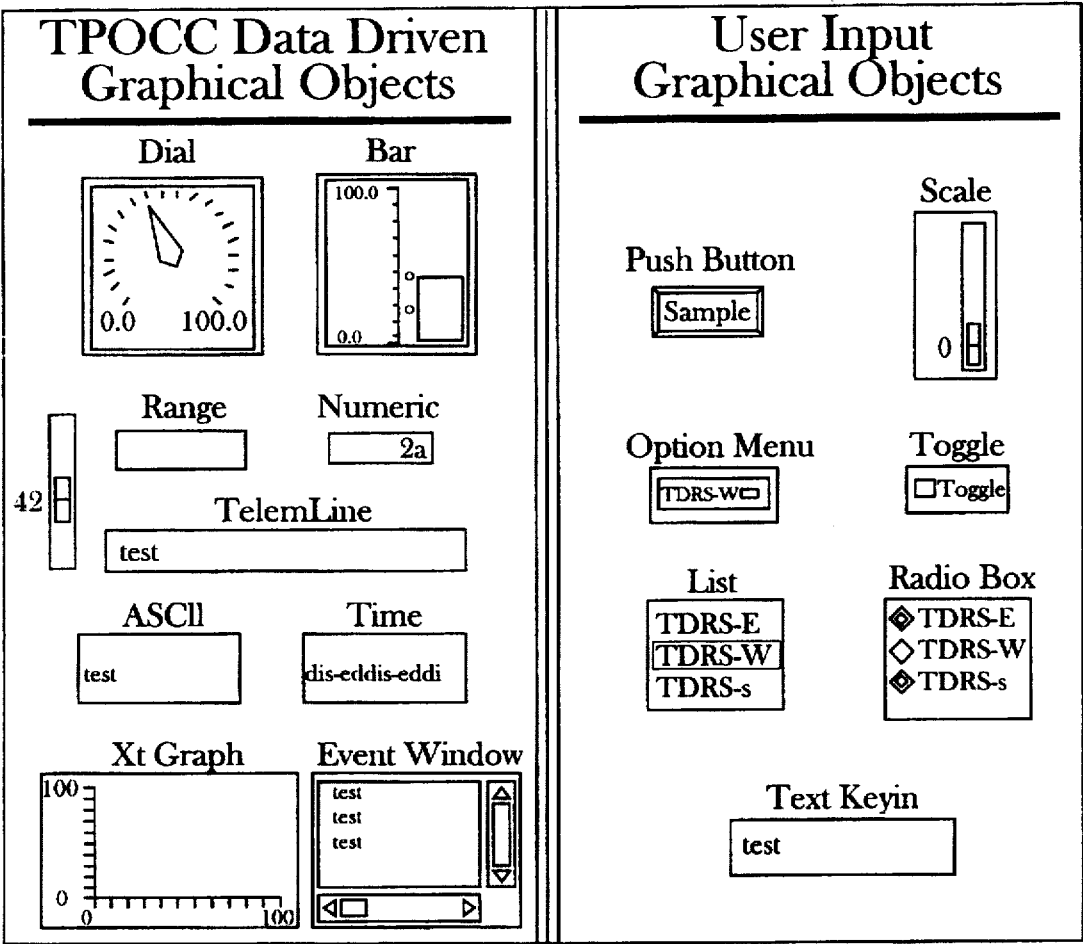 TPOCC Data Driven
Graphical Objects
Dial
Bar
0.0
100.0
100.0
0.0
Range
Numeric
2a
42
TelemLine
test
ASCll
Time
test
dis-eddis-eddi
Xt Graph
Event Window
100
0
0
100
test
test
test
User Input
Graphical Objects
Scale
0
Push Button
Sample
Option Menu
Toggle
TDRS-W
Toggle
List
TDRS-E
TDRS-W
TDRS-s
Radio Box
TDRS-E
TDRS-W
TDRS-s
Text Keyin
test